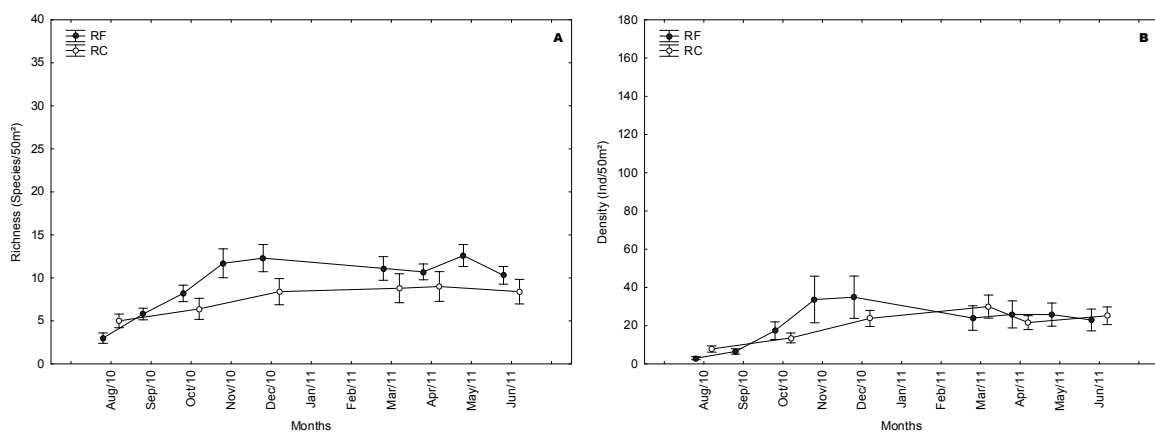 A
RF
RC
Richness (Species/50m²)
40
35
30
25
20
15
10
5
0
Aug/10
Sep/10
Oct/10
Nov/10
Dec/10
Jan/11
Feb/11
Mar/11
Apr/11
May/11
Jun/11
Months
B
RF
RC
Density (Ind/50m²)
180
160
140
120
100
80
60
40
20
0
Aug/10
Sep/10
Oct/10
Nov/10
Dec/10
Jan/11
Feb/11
Mar/11
Apr/11
May/11
Jun/11
Months